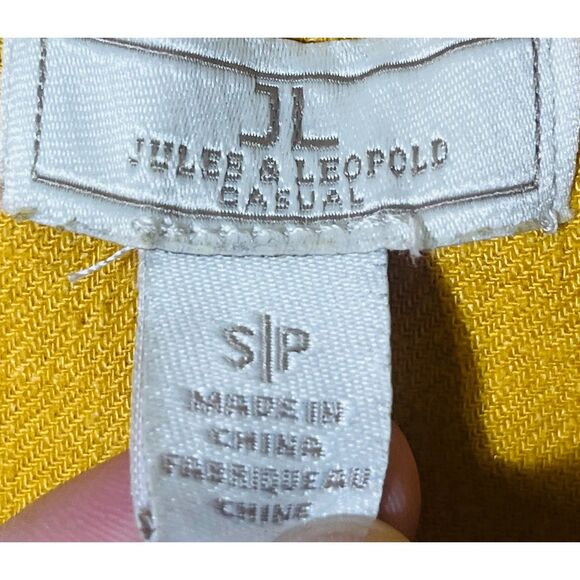 JL
JULES & LEOPOLD
CASUAL
S|P
MADE IN
CHINA
FABRIQUE AU
CHINE